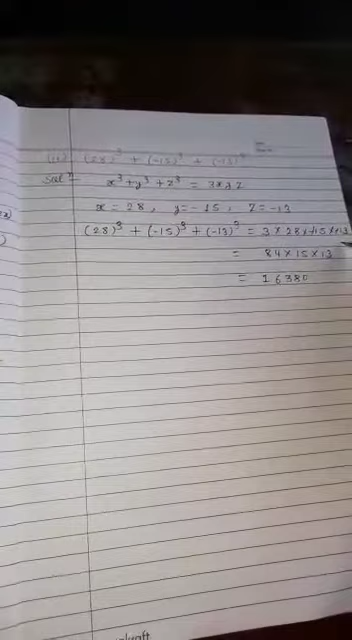 (ii) (28)³ + (-15)³ + (-13)³
Solⁿ x³ + y³ + z³ = 3xyz
x = 28, y = -15, z = -13
(28)³ + (-15)³ + (-13)³ = 3 × 28 × +15 × 13
= 84 × 15 × 13
= 16380